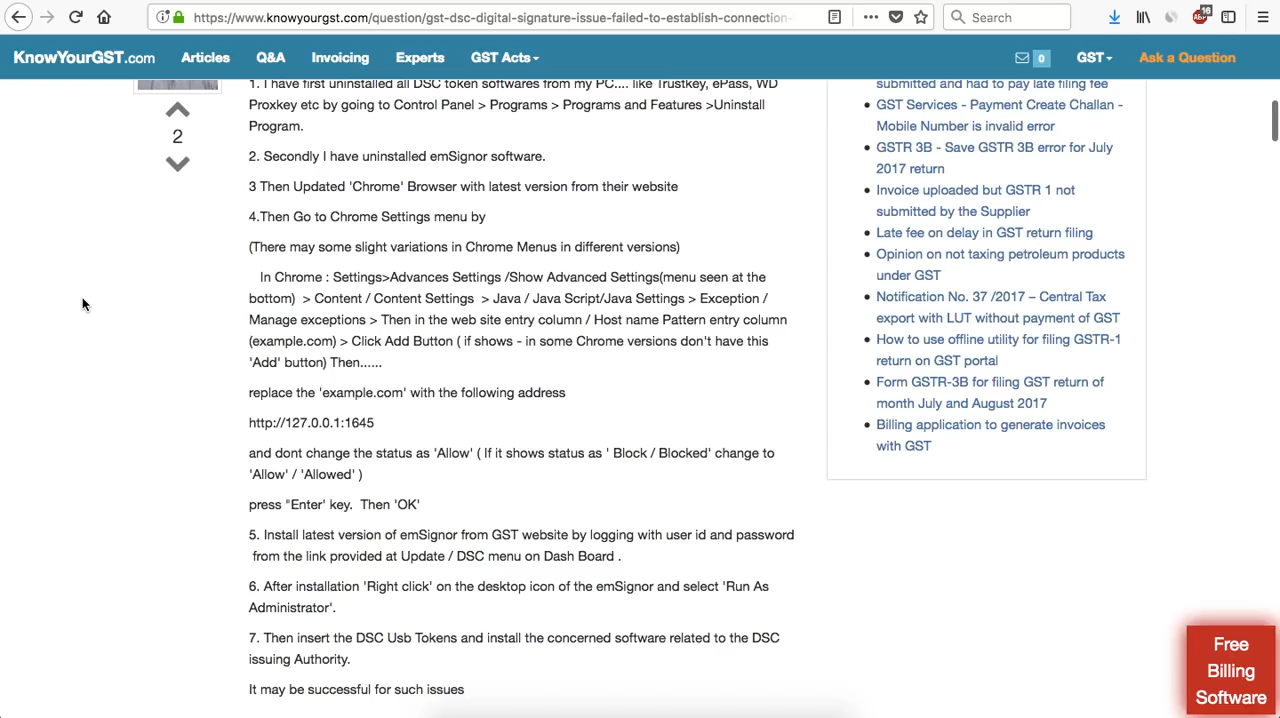 https://www.knowyourgst.com/question/gst-dsc-digital-signature-issue-failed-to-establish-connection-
Search
16
KnowYourGST.com Articles Q&A Invoicing Experts GST Acts 0 GST Ask a Question
1. I have first uninstalled all DSC token softwares from my PC.... like Trustkey, ePass, WD
Proxkey etc by going to Control Panel > Programs > Programs and Features >Uninstall
Program.
2
2. Secondly I have uninstalled emSignor software.
3 Then Updated 'Chrome' Browser with latest version from their website
4.Then Go to Chrome Settings menu by
(There may some slight variations in Chrome Menus in different versions)
In Chrome : Settings>Advances Settings /Show Advanced Settings(menu seen at the
bottom) > Content / Content Settings > Java / Java Script/Java Settings > Exception /
Manage exceptions > Then in the web site entry column / Host name Pattern entry column
(example.com) > Click Add Button ( if shows - in some Chrome versions don't have this
'Add' button) Then......
replace the 'example.com' with the following address
http://127.0.0.1:1645
and dont change the status as 'Allow' ( If it shows status as ' Block / Blocked' change to
'Allow' / 'Allowed' )
press "Enter' key. Then 'OK'
5. Install latest version of emSignor from GST website by logging with user id and password
from the link provided at Update / DSC menu on Dash Board .
6. After installation 'Right click' on the desktop icon of the emSignor and select 'Run As
Administrator'.
7. Then insert the DSC Usb Tokens and install the concerned software related to the DSC
issuing Authority.
It may be successful for such issues
submitted and had to pay late filing fee
GST Services - Payment Create Challan -
Mobile Number is invalid error
GSTR 3B - Save GSTR 3B error for July
2017 return
Invoice uploaded but GSTR 1 not
submitted by the Supplier
Late fee on delay in GST return filing
Opinion on not taxing petroleum products
under GST
Notification No. 37 /2017 – Central Tax
export with LUT without payment of GST
How to use offline utility for filing GSTR-1
return on GST portal
Form GSTR-3B for filing GST return of
month July and August 2017
Billing application to generate invoices
with GST
Free
Billing
Software